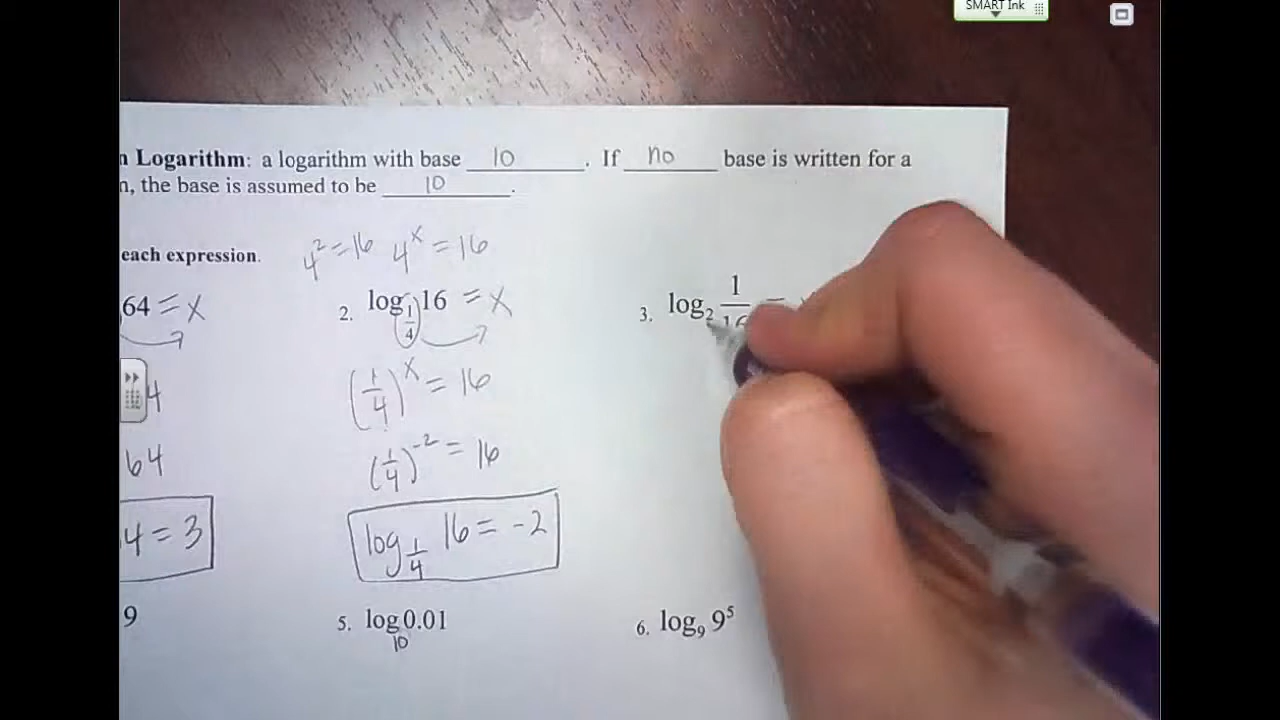 SMART Ink
n Logarithm: a logarithm with base 10. If no base is written for a
n, the base is assumed to be 10.
each expression.
4² = 16 4ˣ = 16
64 = x
2. log_{1/4} 16 = x
3. log₂ 1/16 =
4
(1/4)ˣ = 16
64
(1/4)⁻² = 16
4 = 3
log_{1/4} 16 = -2
9
5. log₁₀ 0.01
6. log₉ 9⁵